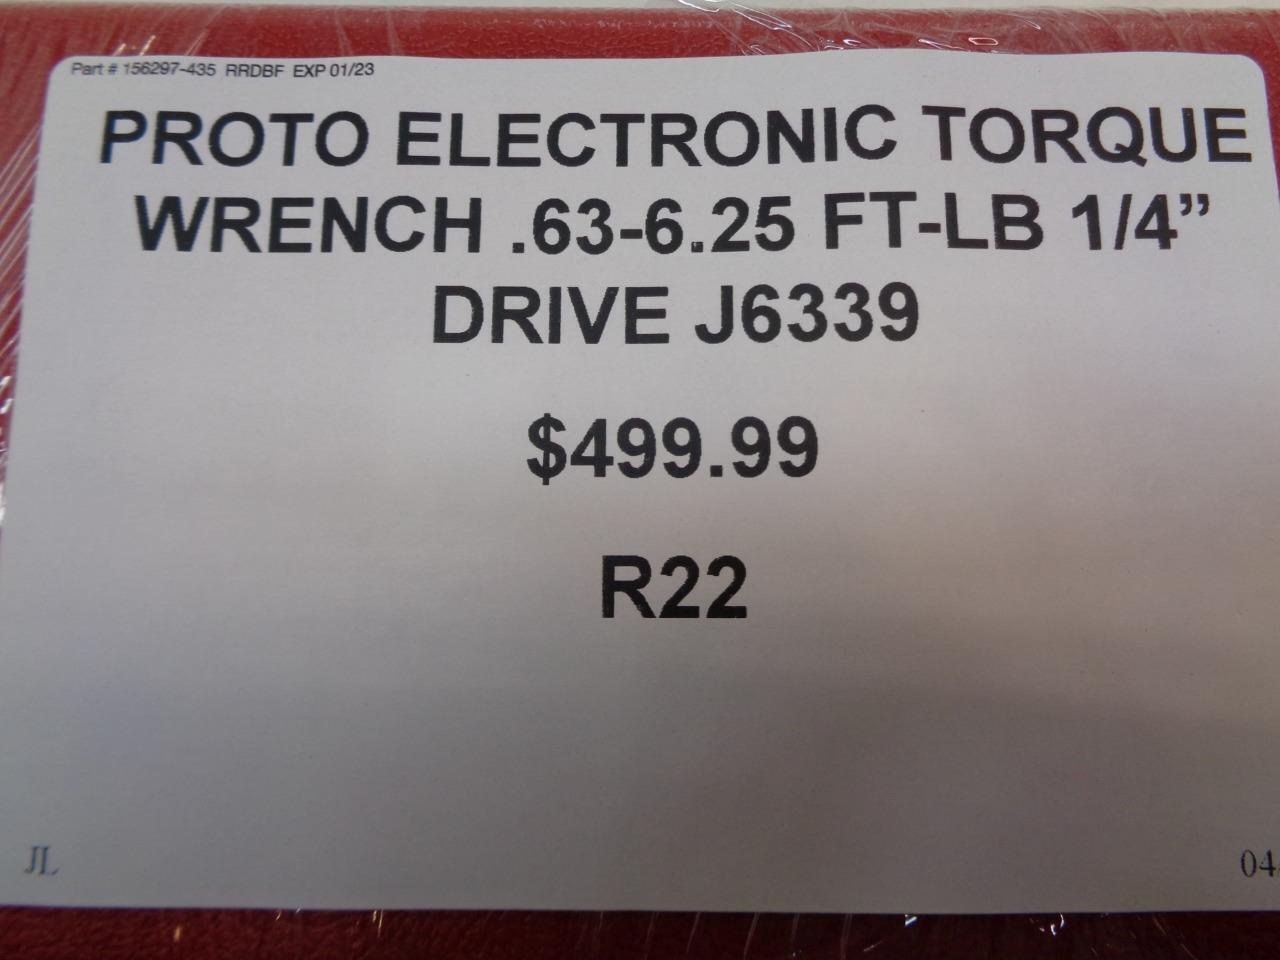 Part # 156297-435 RRDBF EXP 01/23
PROTO ELECTRONIC TORQUE
WRENCH .63-6.25 FT-LB 1/4”
DRIVE J6339
$499.99
R22
JL
04